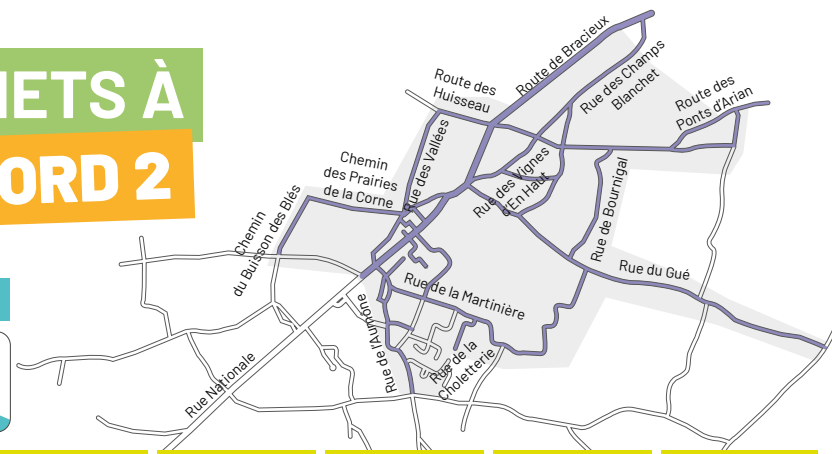 IETS À
ORD 2
Route de Bracieux
Route des
Huisseau
Rue des Champs
Blanchet
Route des
Ponts d'Arian
Rue des Vallées
Chemin
des Prairies
de la Corne
Rue des Vignes
d'En Haut
Rue de Bournigal
Chemin
du Buisson des Blés
Rue du Gué
Rue de la Martinière
Rue de l'Aumône
Rue de la
Choletterie
Rue Nationale